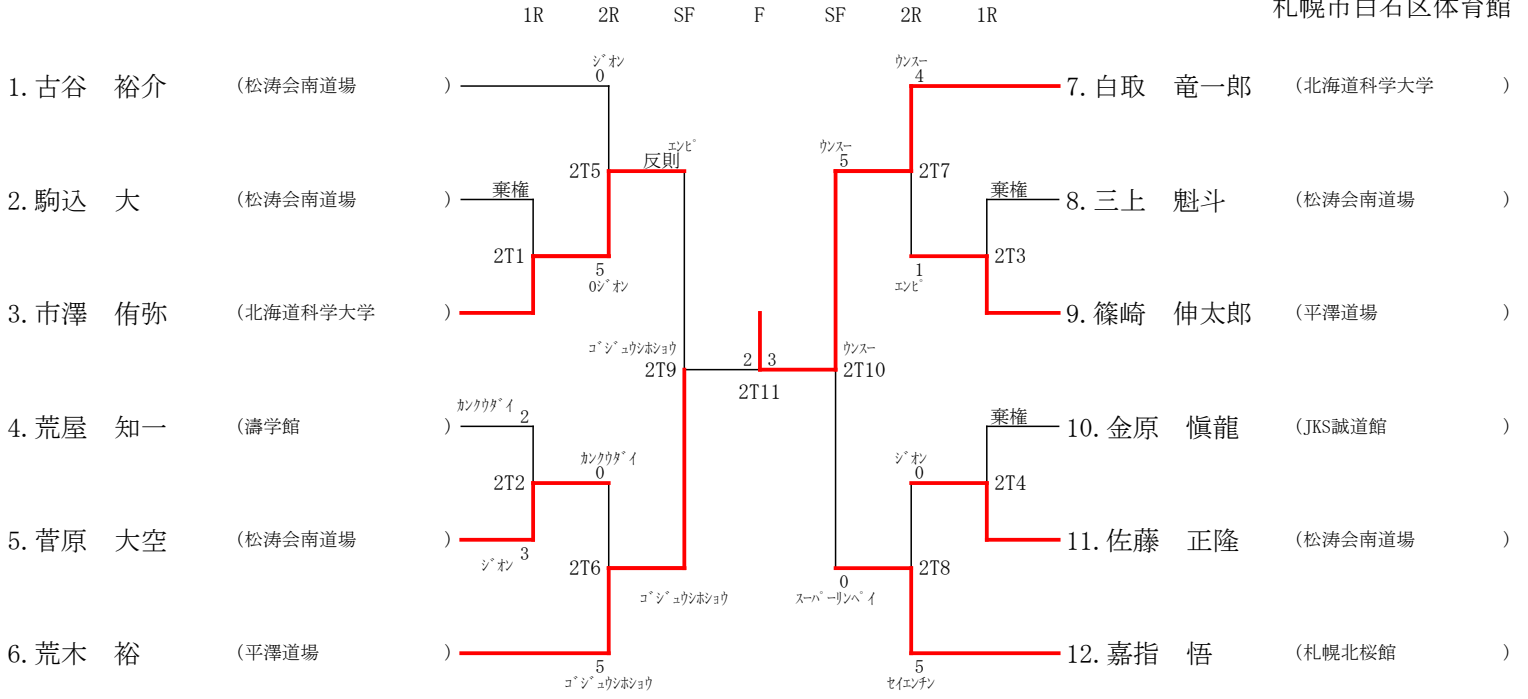 札幌市白石区体育館
1R 2R SF F SF 2R 1R
ジオン
0
ウンスー
4
1. 古谷　裕介 (松涛会南道場 )
7. 白取　竜一郎 (北海道科学大学 )
エンピ
反則
ウンスー
5
2T5
2T7
2. 駒込　大 (松涛会南道場 ) 棄権
棄権 8. 三上　魁斗 (松涛会南道場 )
2T1
2T3
5
0ジオン
1
エンピ
3. 市澤　侑弥 (北海道科学大学 )
9. 篠崎　伸太郎 (平澤道場 )
ゴジュウシホショウ
ウンスー
2T9
2 3
2T10
2T11
カンクウダイ
2
棄権
4. 荒屋　知一 (濤学館 )
10. 金原　愼龍 (JKS誠道館 )
カンクウダイ
0
ジオン
0
2T2
2T4
5. 菅原　大空 (松涛会南道場 )
11. 佐藤　正隆 (松涛会南道場 )
3
ジオン
2T6
2T8
ゴジュウシホショウ
0
スーパーリンペイ
6. 荒木　裕 (平澤道場 )
12. 嘉指　悟 (札幌北桜館 )
5
ゴジュウシホショウ
5
セイエンチン